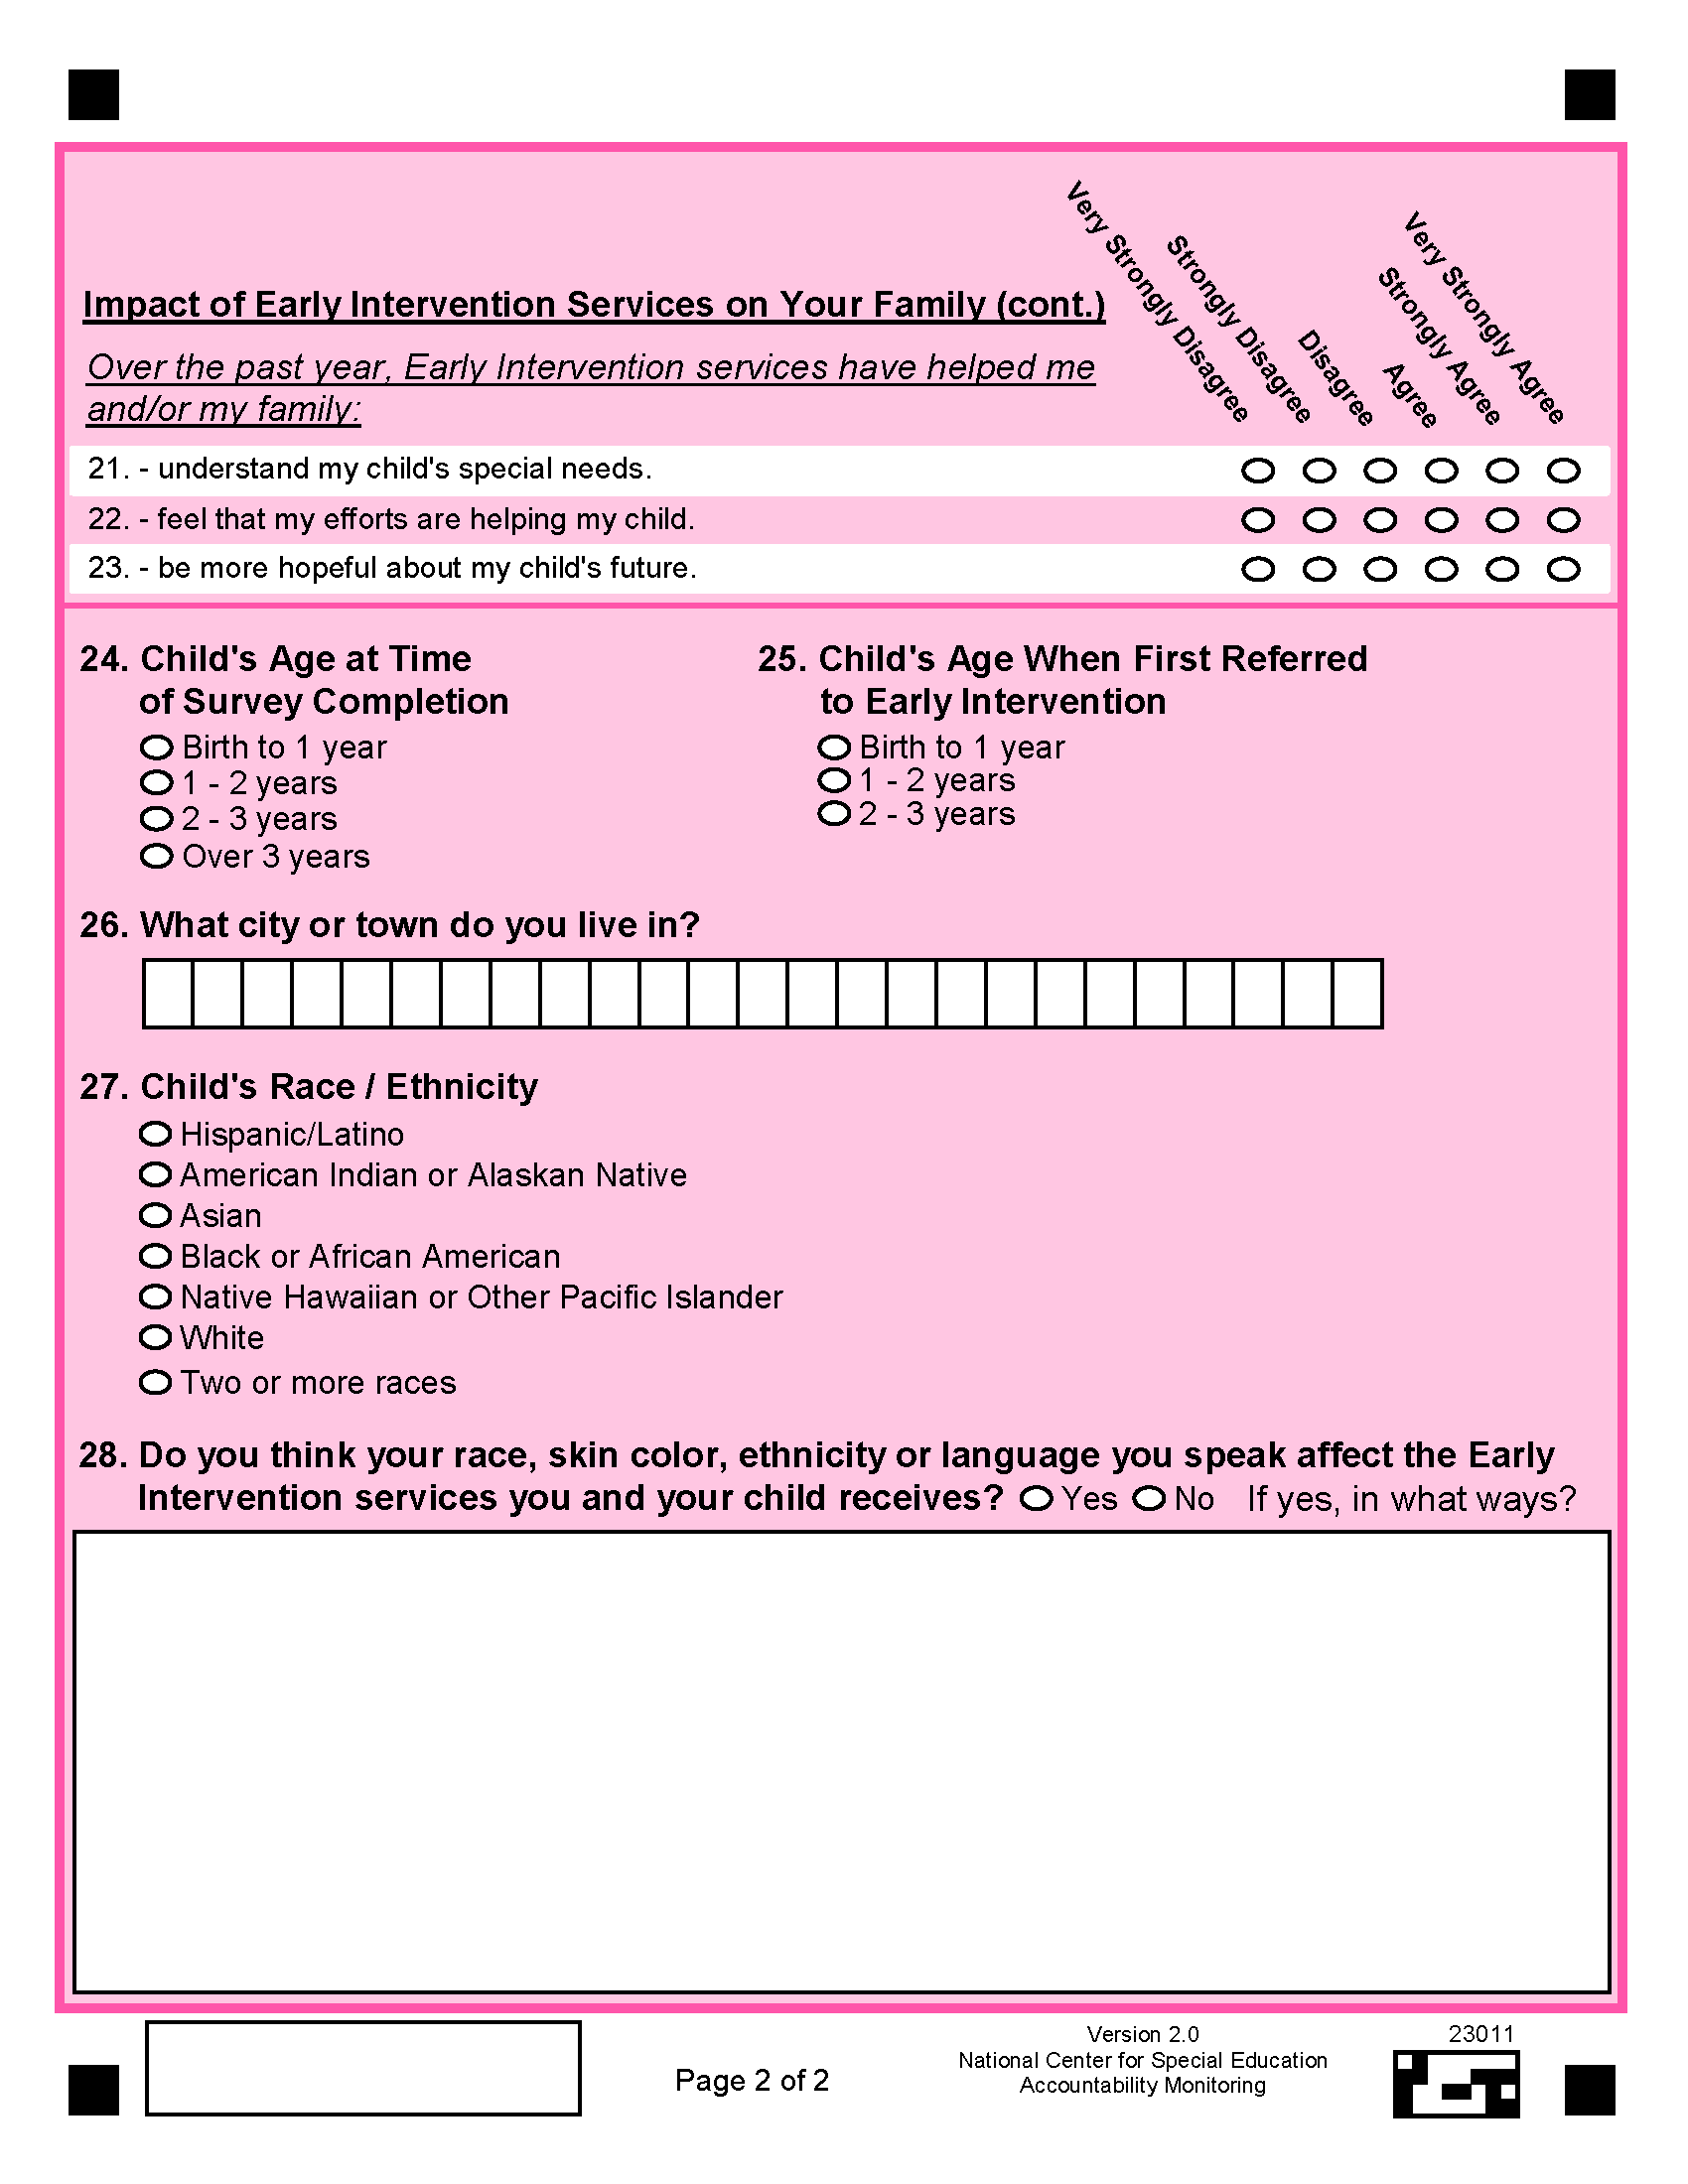 Very Strongly Disagree
Strongly Disagree
Disagree
Agree
Strongly Agree
Very Strongly Agree
Impact of Early Intervention Services on Your Family (cont.)
Over the past year, Early Intervention services have helped me
and/or my family:
21. - understand my child's special needs.
22. - feel that my efforts are helping my child.
23. - be more hopeful about my child's future.
24. Child's Age at Time
of Survey Completion
Birth to 1 year
1 - 2 years
2 - 3 years
Over 3 years
25. Child's Age When First Referred
to Early Intervention
Birth to 1 year
1 - 2 years
2 - 3 years
26. What city or town do you live in?
27. Child's Race / Ethnicity
Hispanic/Latino
American Indian or Alaskan Native
Asian
Black or African American
Native Hawaiian or Other Pacific Islander
White
Two or more races
28. Do you think your race, skin color, ethnicity or language you speak affect the Early
Intervention services you and your child receives? Yes No If yes, in what ways?
Page 2 of 2
Version 2.0
National Center for Special Education
Accountability Monitoring
23011